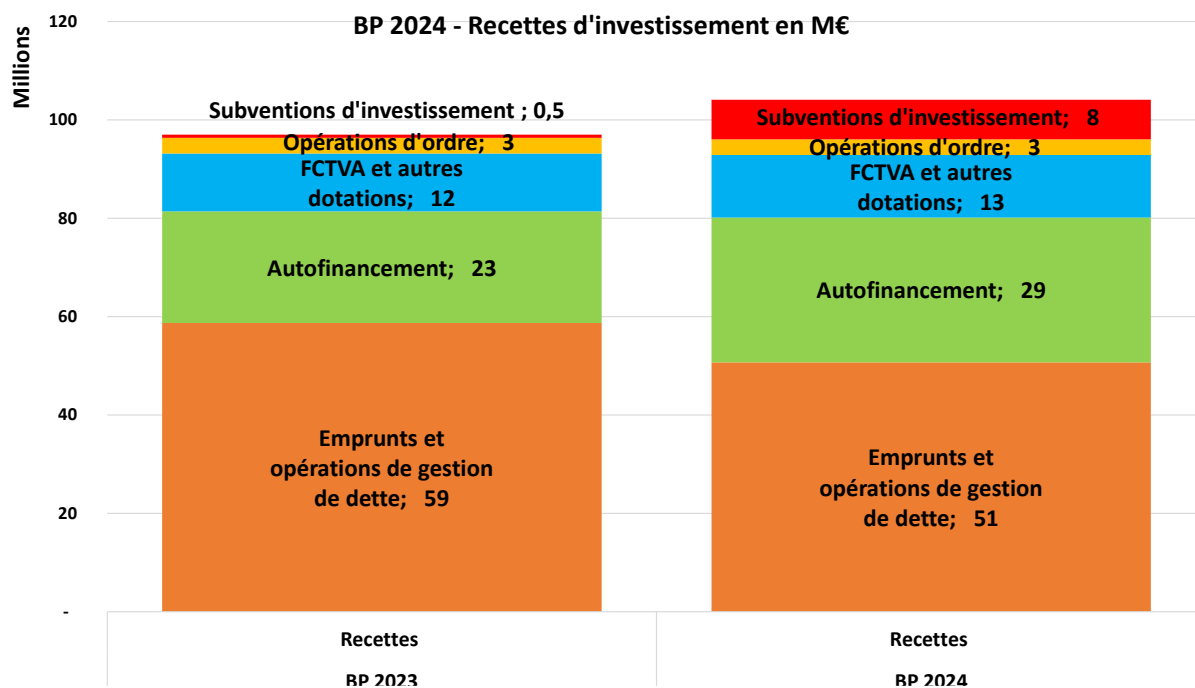 BP 2024 - Recettes d'investissement en M€
Millions
120
100
80
60
40
20
-
Subventions d'investissement ; 0,5
Opérations d'ordre; 3
FCTVA et autres
dotations; 12
Autofinancement; 23
Emprunts et
opérations de gestion
de dette; 59
Subventions d'investissement; 8
Opérations d'ordre; 3
FCTVA et autres
dotations; 13
Autofinancement; 29
Emprunts et
opérations de gestion
de dette; 51
Recettes
Recettes
BP 2023
BP 2024